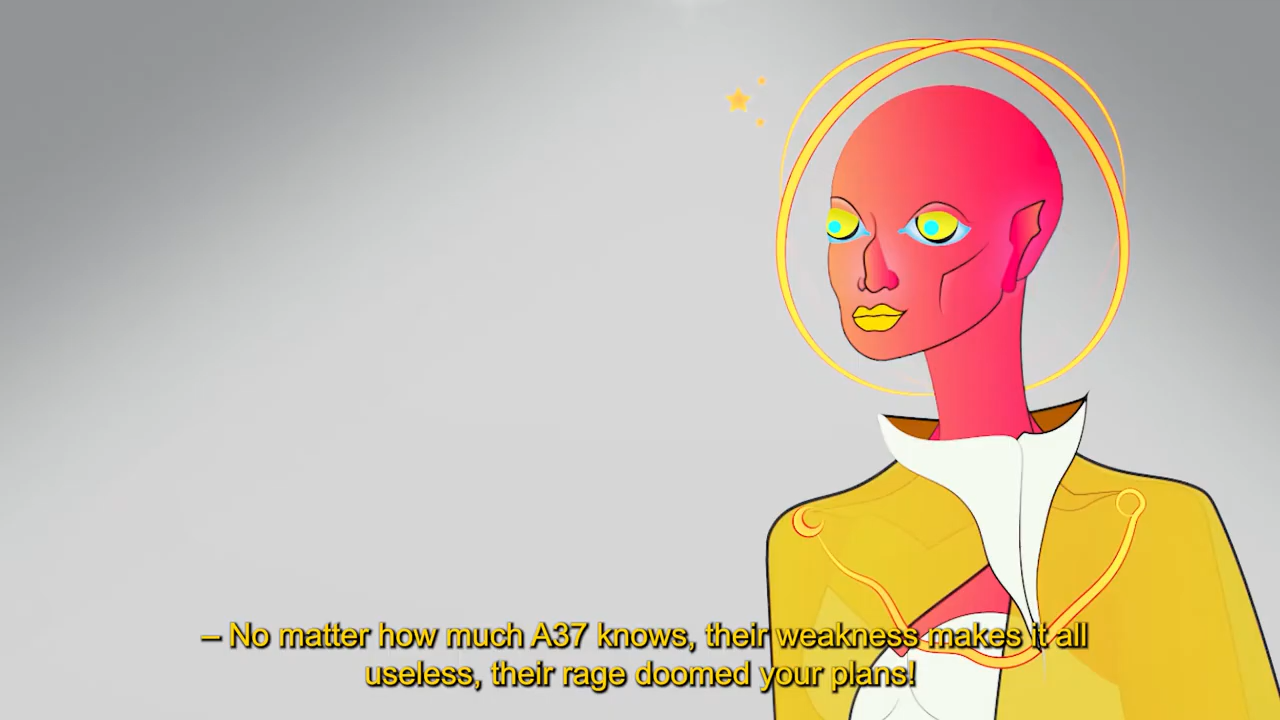 – No matter how much A37 knows, their weakness makes it all
useless, their rage doomed your plans!